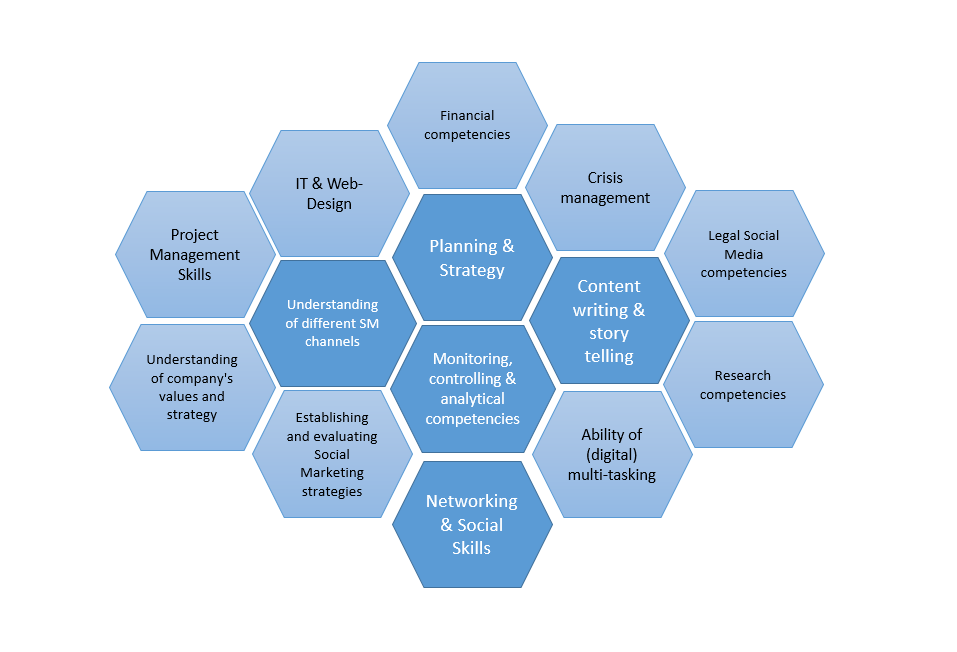 Financial
competencies
IT & Web-
Design
Crisis
management
Project
Management
Skills
Planning &
Strategy
Legal Social
Media
competencies
Understanding
of different SM
channels
Content
writing &
story
telling
Understanding
of company's
values and
strategy
Monitoring,
controlling &
analytical
competencies
Research
competencies
Establishing
and evaluating
Social
Marketing
strategies
Ability of
(digital)
multi-tasking
Networking
& Social
Skills